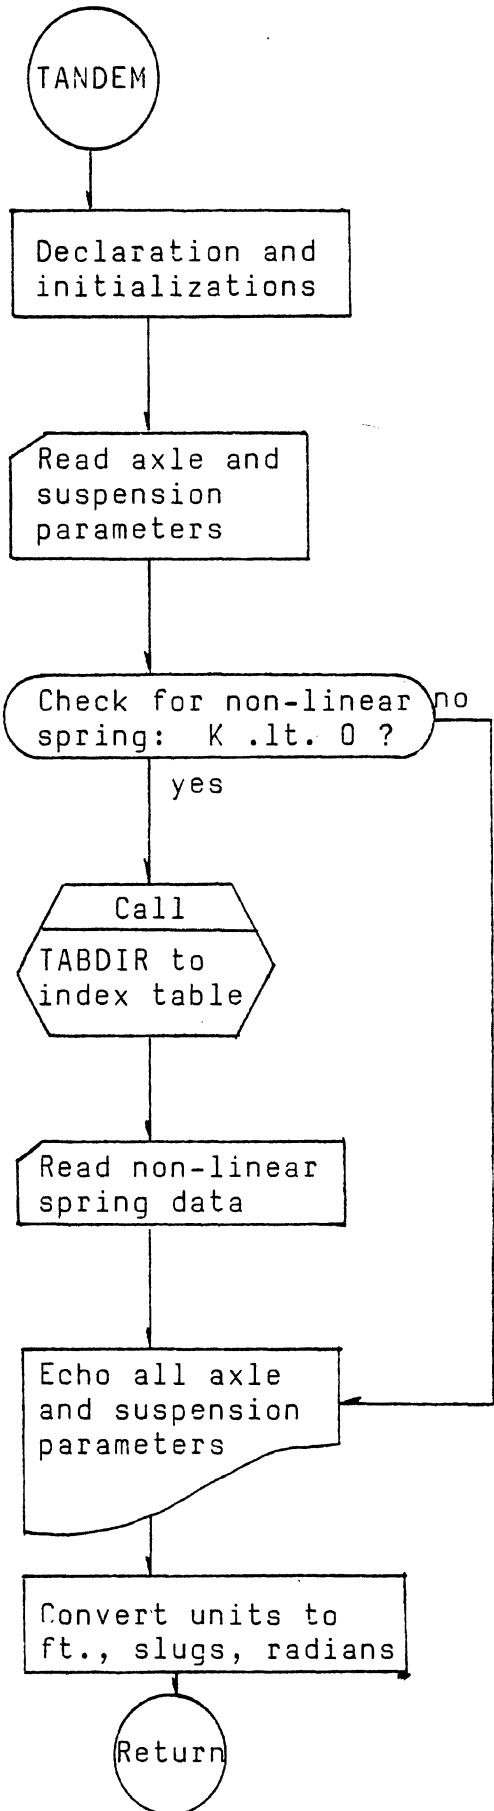 TANDEM
Declaration and
initializations
Read axle and
suspension
parameters
Check for non-linear
spring: K .lt. 0 ?
no
yes
Call
TABDIR to
index table
Read non-linear
spring data
Echo all axle
and suspension
parameters
Convert units to
ft., slugs, radians
Return